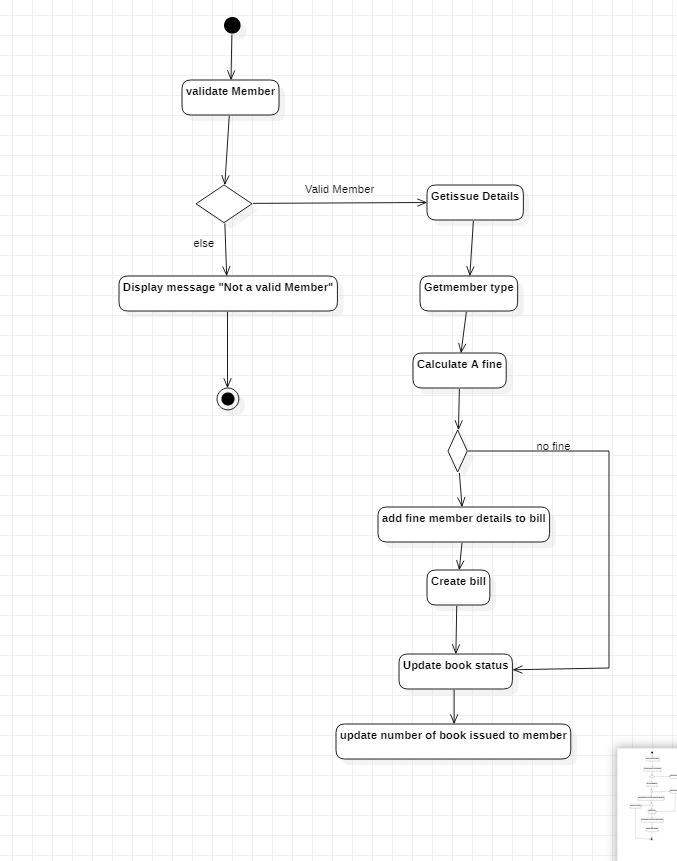 validate Member
Valid Member
Getissue Details
else
Display message "Not a valid Member"
Getmember type
Calculate A fine
no fine
add fine member details to bill
Create bill
Update book status
update number of book issued to member